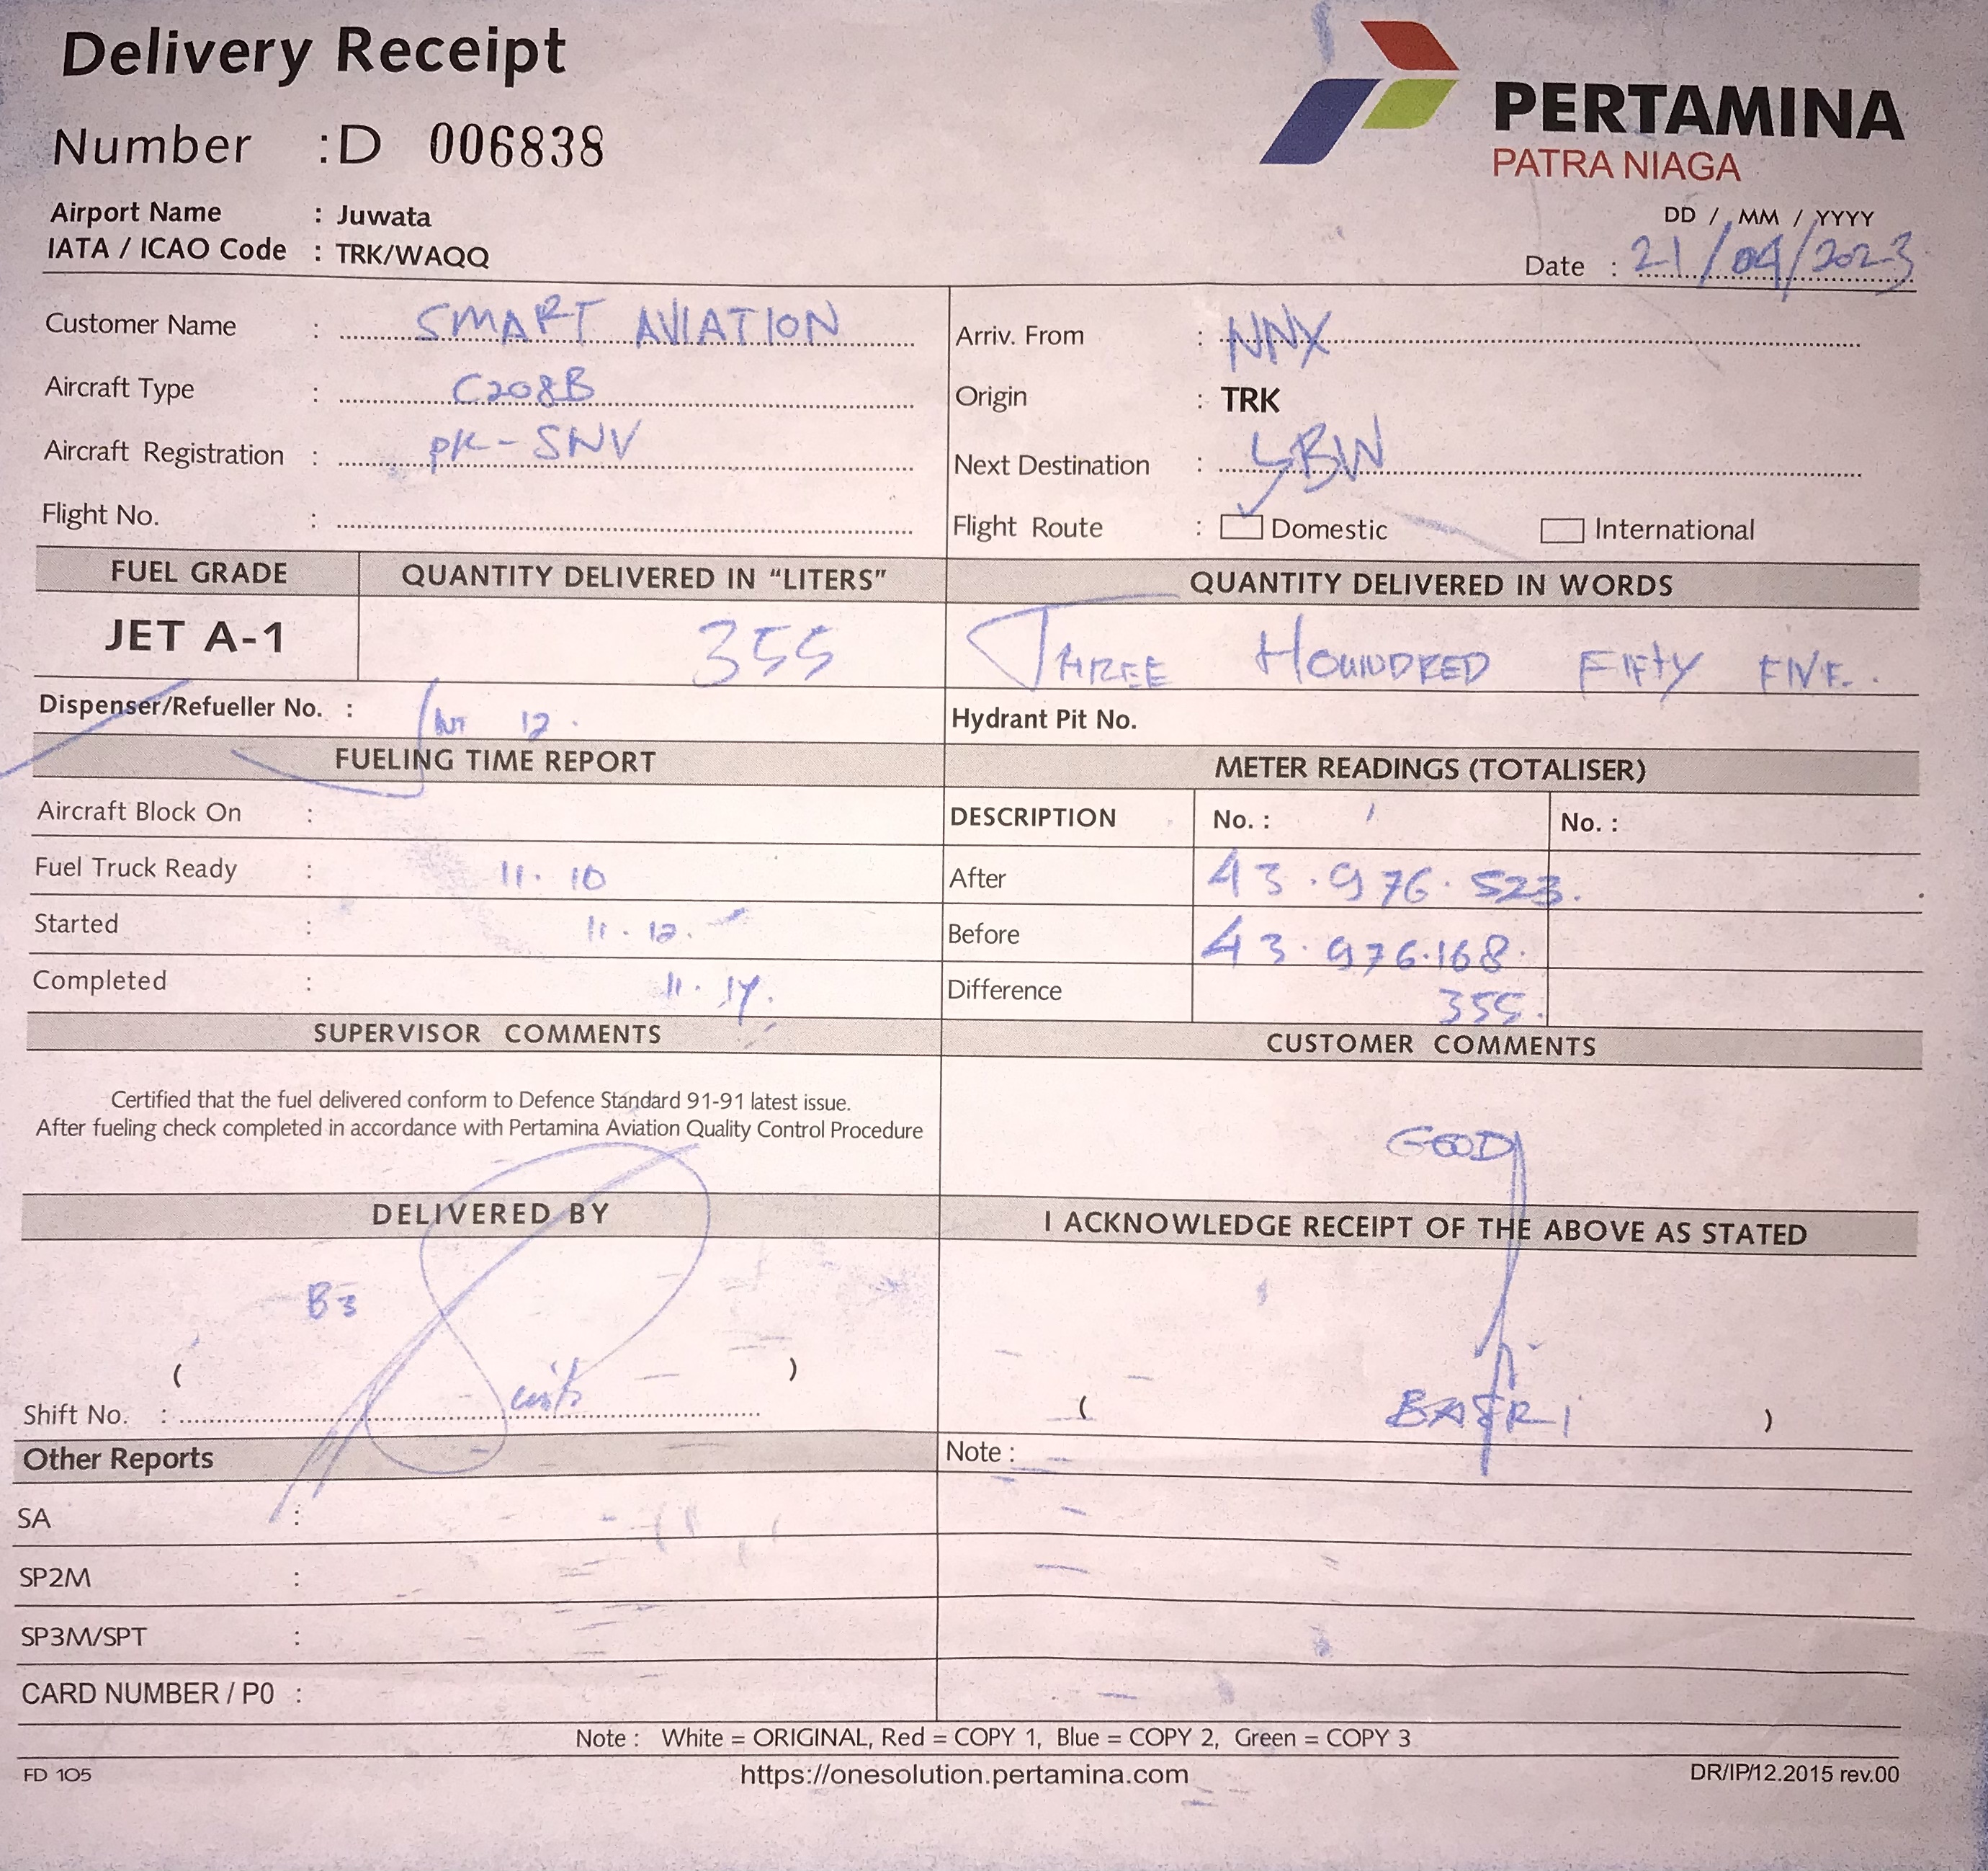 Delivery Receipt
Number :D 006838
PERTAMINA
PATRA NIAGA
Airport Name : Juwata
IATA / ICAO Code : TRK/WAQQ
DD / MM / YYYY
Date : 21/04/2023
Customer Name : SMART AVIATION
Arriv. From : NNX
Aircraft Type : C208B
Origin : TRK
Aircraft Registration : PK-SNV
Next Destination : LBW
Flight No. :
Flight Route : Domestic International
FUEL GRADE QUANTITY DELIVERED IN “LITERS” QUANTITY DELIVERED IN WORDS
JET A-1 355 THREE HOUNDRED FIFTY FIVE.
Dispenser/Refueller No. : 12.
Hydrant Pit No.
FUELING TIME REPORT METER READINGS (TOTALISER)
Aircraft Block On :
DESCRIPTION No. : 1 No. :
Fuel Truck Ready : 11.10
After 43.976.523.
Started : 11.12.
Before 43.976.168.
Completed : 11.14.
Difference 355.
SUPERVISOR COMMENTS CUSTOMER COMMENTS
Certified that the fuel delivered conform to Defence Standard 91-91 latest issue.
After fueling check completed in accordance with Pertamina Aviation Quality Control Procedure
GOOD
DELIVERED BY I ACKNOWLEDGE RECEIPT OF THE ABOVE AS STATED
B3
( )
Shift No. :
( )
Other Reports
Note :
SA :
SP2M :
SP3M/SPT :
CARD NUMBER / P0 :
Note : White = ORIGINAL, Red = COPY 1, Blue = COPY 2, Green = COPY 3
FD 105 https://onesolution.pertamina.com DR/IP/12.2015 rev.00